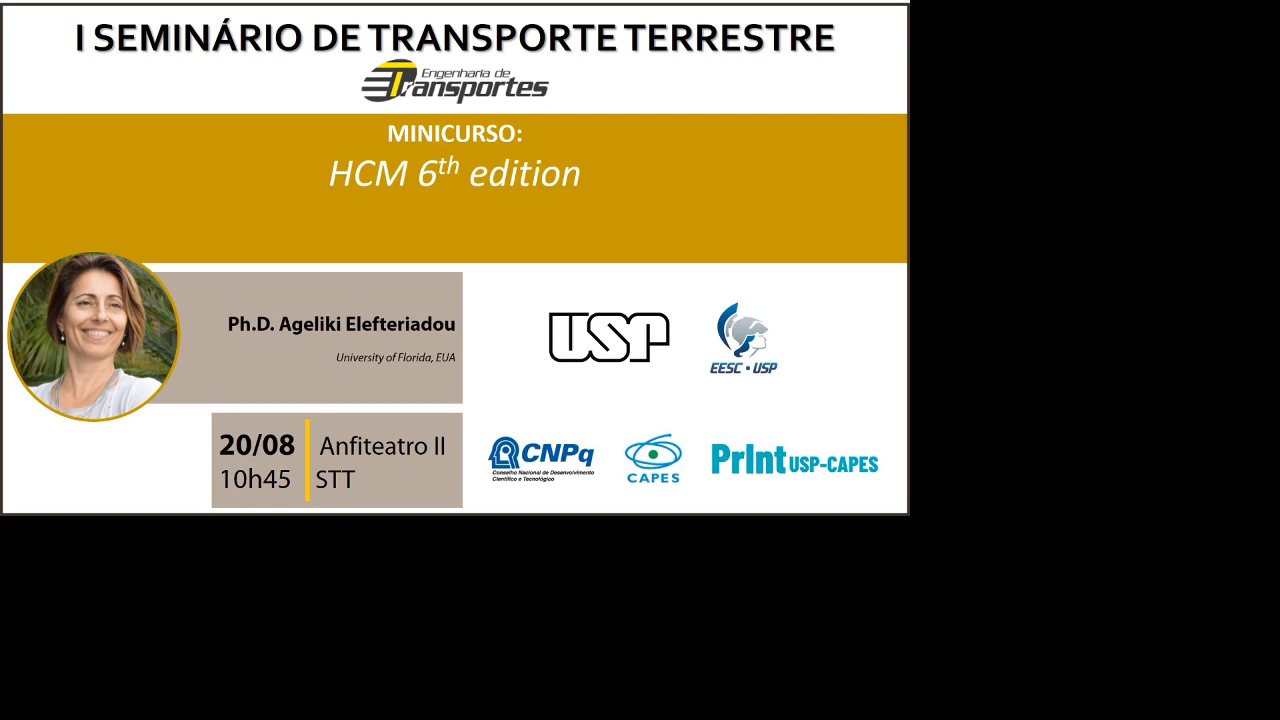 I SEMINÁRIO DE TRANSPORTE TERRESTRE
Engenharia de
Transportes
MINICURSO:
HCM 6th edition
Ph.D. Ageliki Elefteriadou
University of Florida, EUA
20/08 Anfiteatro II
10h45 STT
USP
EESC • USP
CNPq
Conselho Nacional de Desenvolvimento
Científico e Tecnológico
CAPES
PrInt USP-CAPES